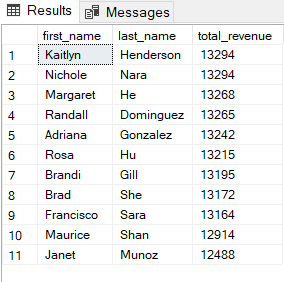 Results Messages
first_name last_name total_revenue
1 Kaitlyn Henderson 13294
2 Nichole Nara 13294
3 Margaret He 13268
4 Randall Dominguez 13265
5 Adriana Gonzalez 13242
6 Rosa Hu 13215
7 Brandi Gill 13195
8 Brad She 13172
9 Francisco Sara 13164
10 Maurice Shan 12914
11 Janet Munoz 12488